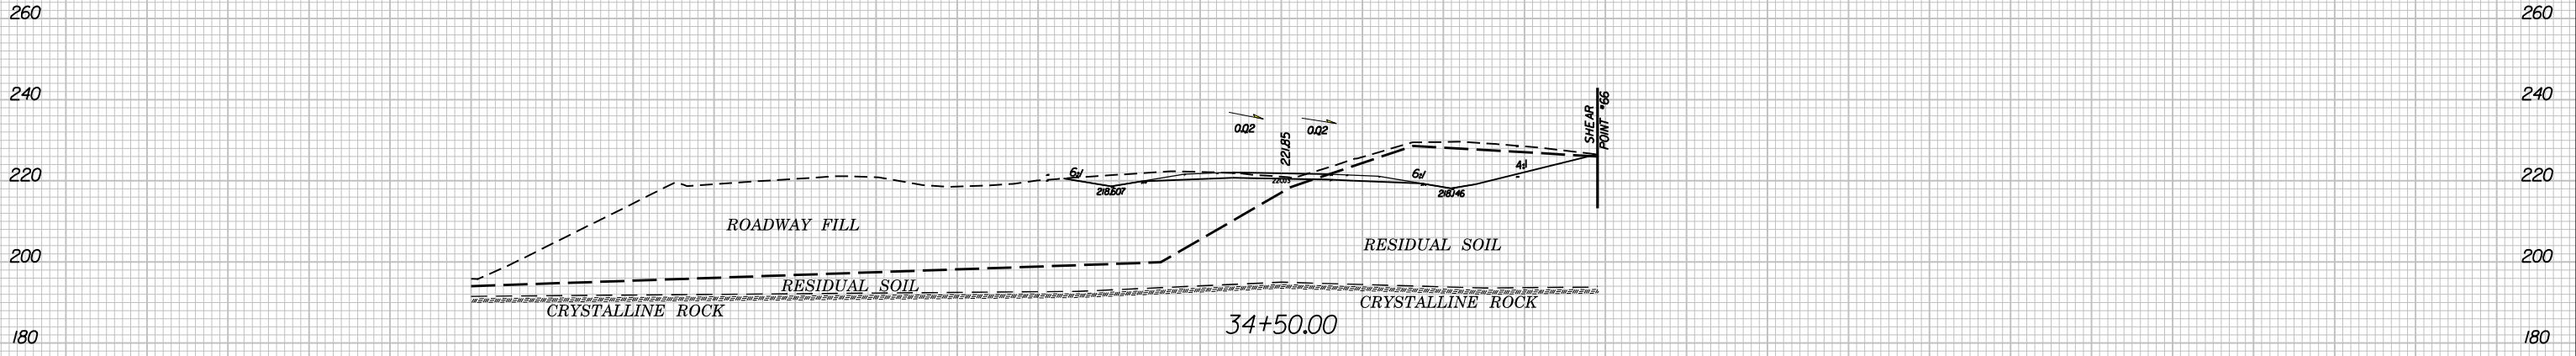 260 260
240 240
SHEAR
POINT #66
0.02 0.02
221.85
4:1
6:1 6:1
220 220
218.607 218.146
ROADWAY FILL
RESIDUAL SOIL
200 200
RESIDUAL SOIL
CRYSTALLINE ROCK
CRYSTALLINE ROCK
34+50.00
180 180